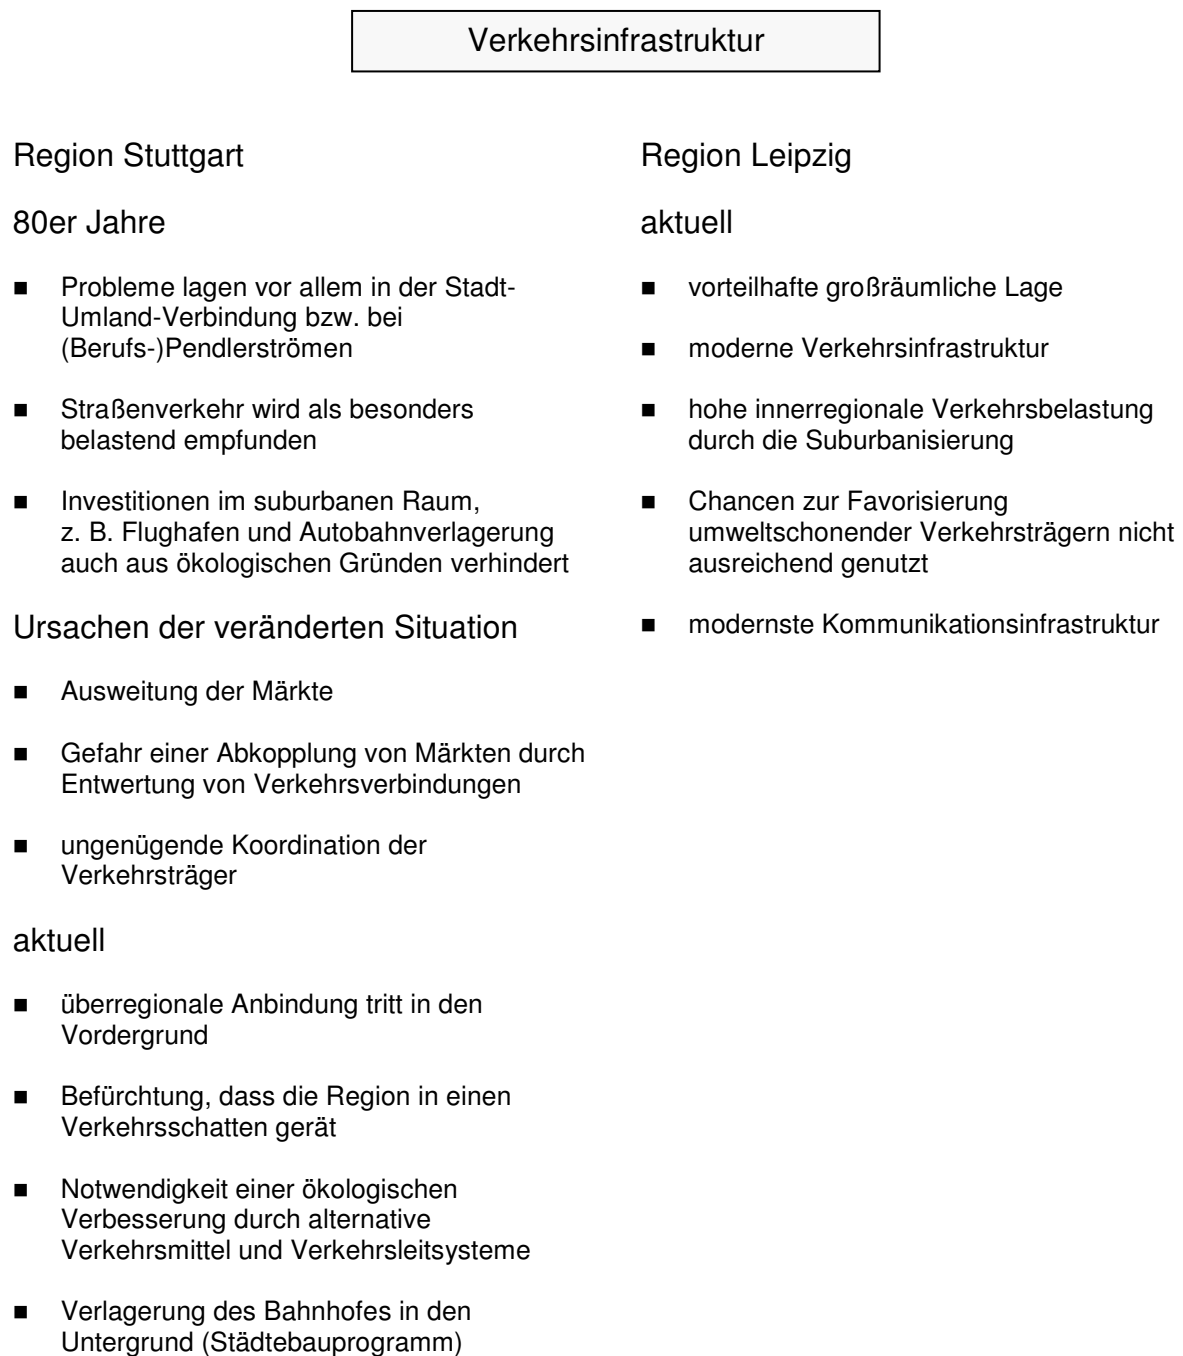 Verkehrsinfrastruktur
Region Stuttgart
80er Jahre
■ Probleme lagen vor allem in der Stadt-
Umland-Verbindung bzw. bei
(Berufs-)Pendlerströmen
■ Straßenverkehr wird als besonders
belastend empfunden
■ Investitionen im suburbanen Raum,
z. B. Flughafen und Autobahnverlagerung
auch aus ökologischen Gründen verhindert
Ursachen der veränderten Situation
■ Ausweitung der Märkte
■ Gefahr einer Abkopplung von Märkten durch
Entwertung von Verkehrsverbindungen
■ ungenügende Koordination der
Verkehrsträger
aktuell
■ überregionale Anbindung tritt in den
Vordergrund
■ Befürchtung, dass die Region in einen
Verkehrsschatten gerät
■ Notwendigkeit einer ökologischen
Verbesserung durch alternative
Verkehrsmittel und Verkehrsleitsysteme
■ Verlagerung des Bahnhofes in den
Untergrund (Städtebauprogramm)
Region Leipzig
aktuell
■ vorteilhafte großräumliche Lage
■ moderne Verkehrsinfrastruktur
■ hohe innerregionale Verkehrsbelastung
durch die Suburbanisierung
■ Chancen zur Favorisierung
umweltschonender Verkehrsträgern nicht
ausreichend genutzt
■ modernste Kommunikationsinfrastruktur